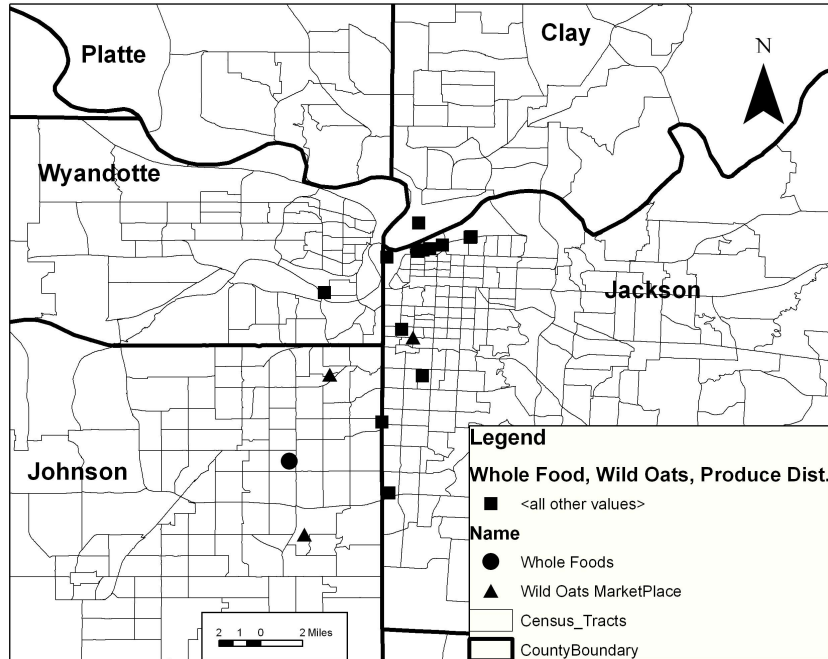 Platte
Clay
N
Wyandotte
Jackson
Johnson
Legend
Whole Food, Wild Oats, Produce Dist.
<all other values>
Name
Whole Foods
Wild Oats MarketPlace
Census_Tracts
CountyBoundary
2 1 0 2 Miles